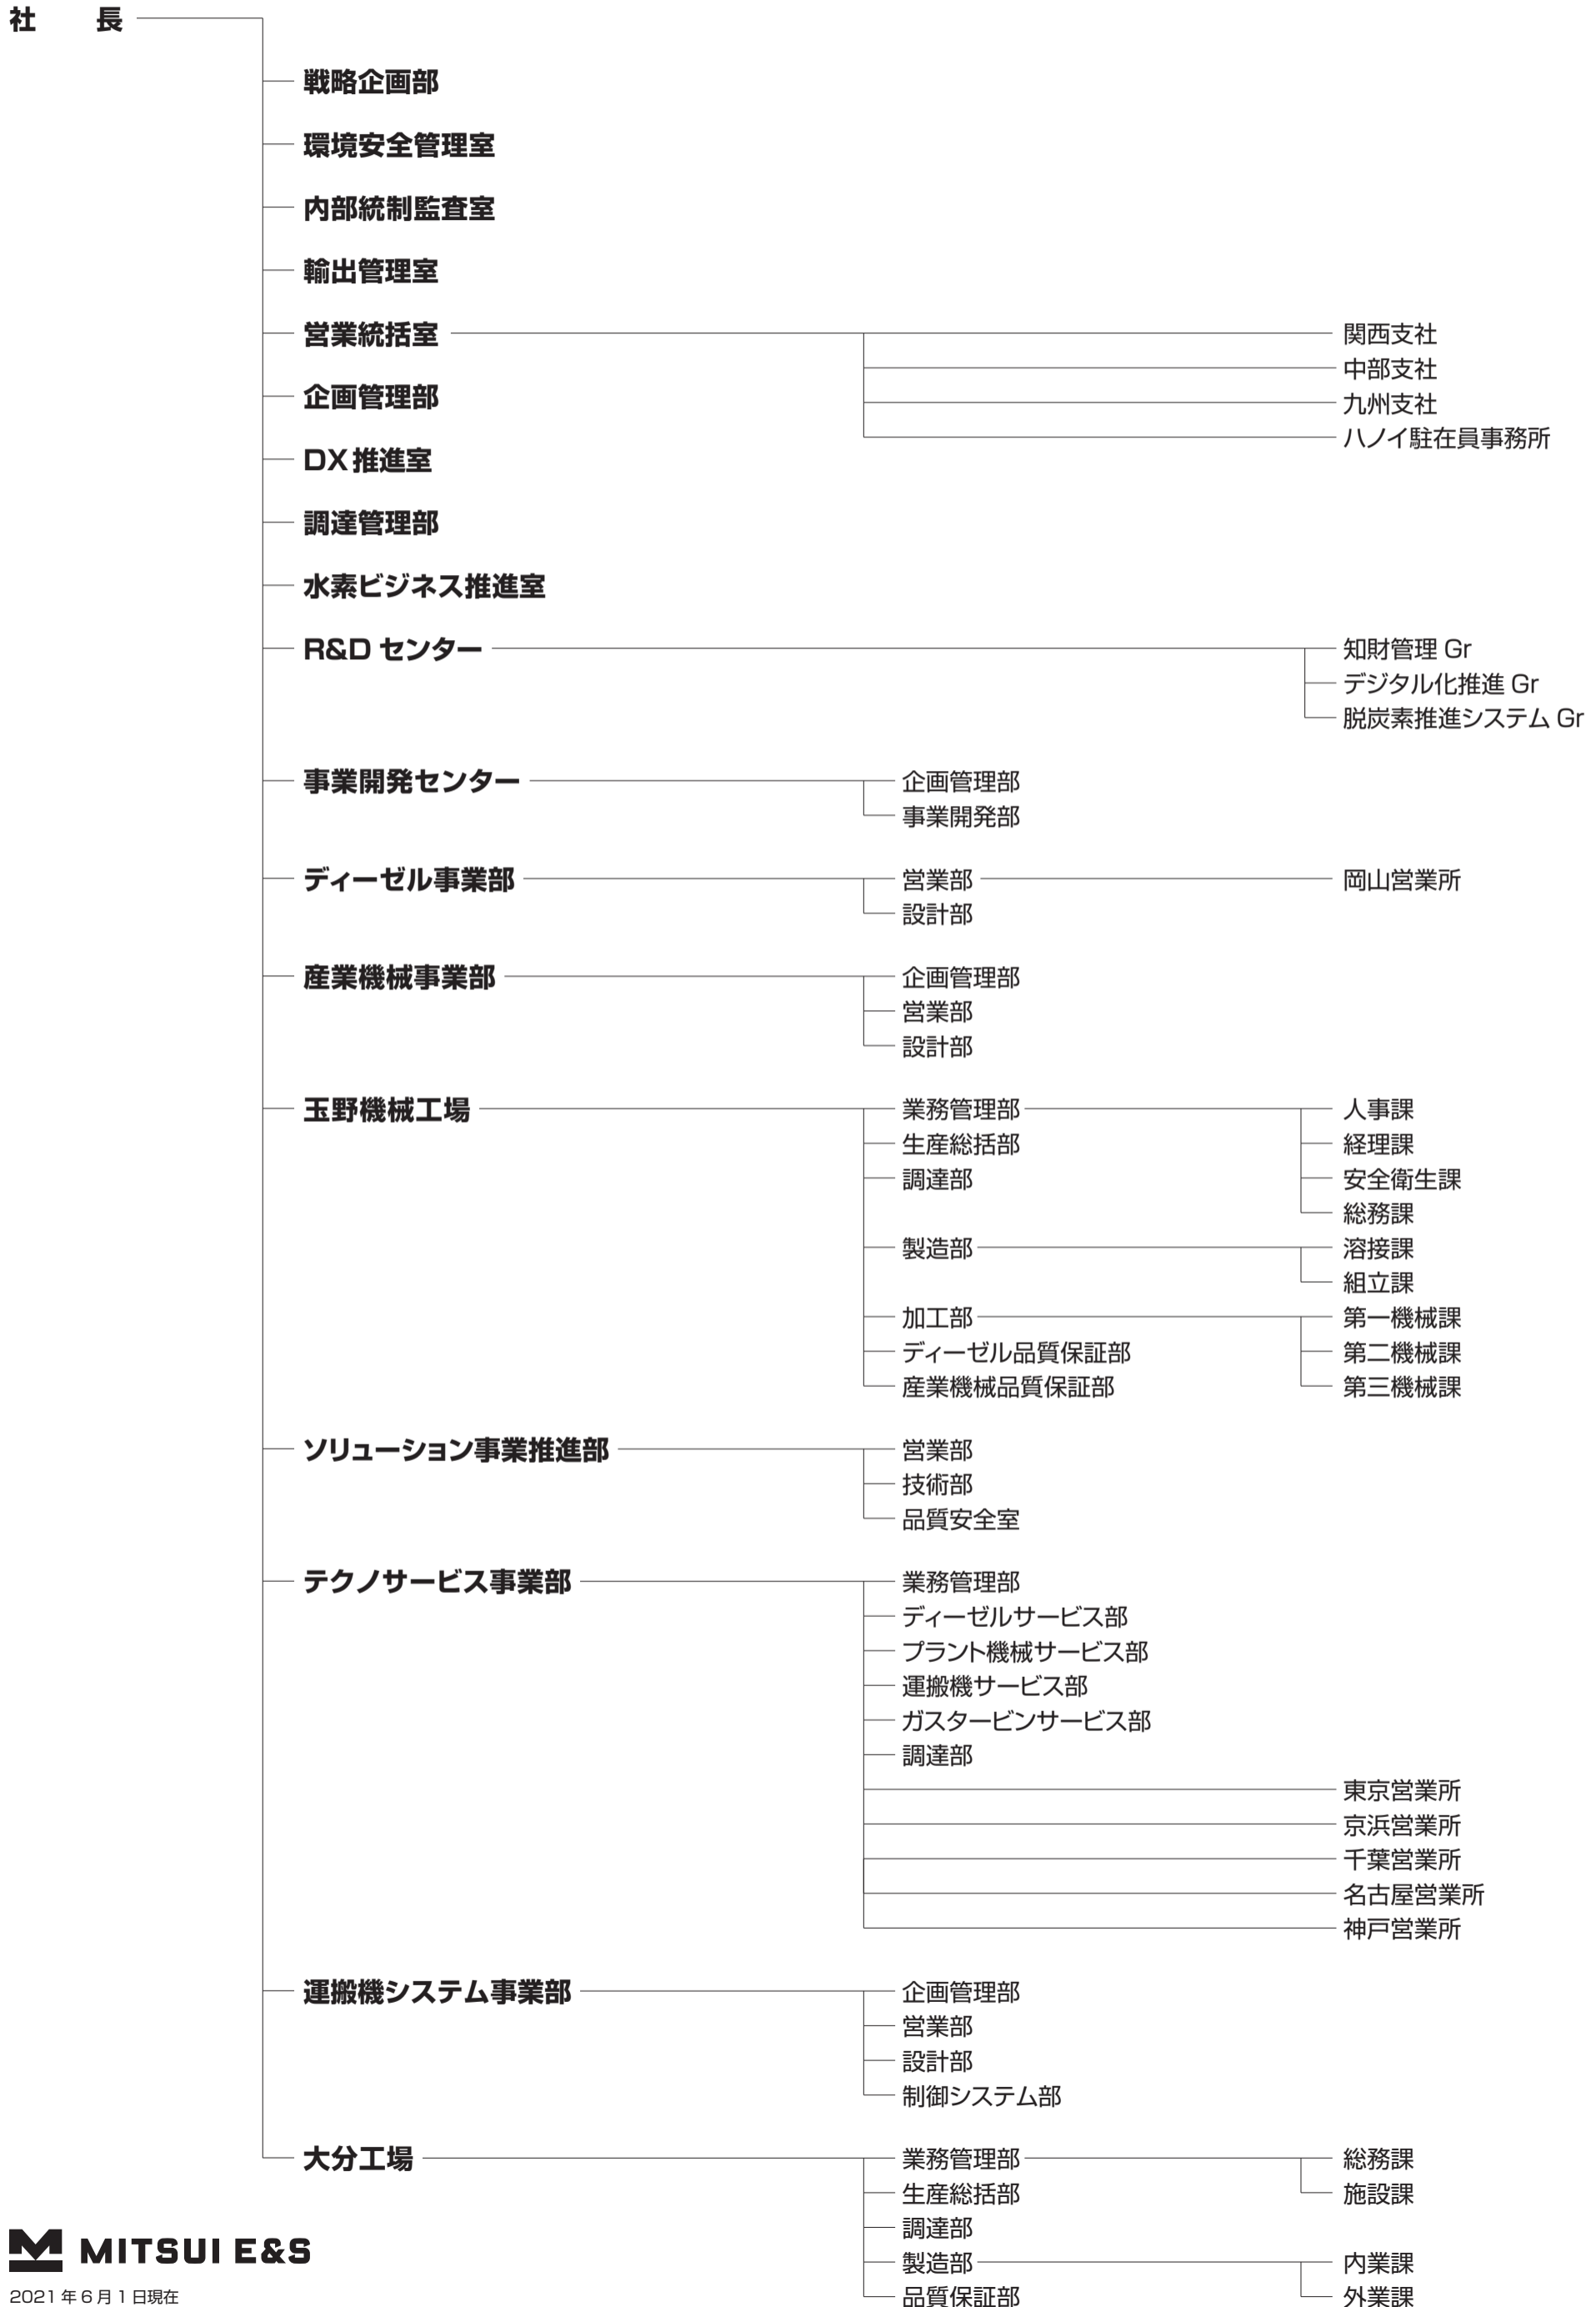 社　長
戦略企画部
環境安全管理室
内部統制監査室
輸出管理室
営業統括室 関西支社
中部支社
企画管理部
九州支社
ハノイ駐在員事務所
DX推進室
調達管理部
水素ビジネス推進室
R&D センター 知財管理 Gr
デジタル化推進 Gr
脱炭素推進システム Gr
事業開発センター 企画管理部
事業開発部
ディーゼル事業部 営業部 岡山営業所
設計部
産業機械事業部 企画管理部
営業部
設計部
玉野機械工場 業務管理部 人事課
生産総括部 経理課
調達部 安全衛生課
総務課
製造部 溶接課
組立課
加工部 第一機械課
ディーゼル品質保証部 第二機械課
産業機械品質保証部 第三機械課
ソリューション事業推進部 営業部
技術部
品質安全室
テクノサービス事業部 業務管理部
ディーゼルサービス部
プラント機械サービス部
運搬機サービス部
ガスタービンサービス部
調達部
東京営業所
京浜営業所
千葉営業所
名古屋営業所
神戸営業所
運搬機システム事業部 企画管理部
営業部
設計部
制御システム部
大分工場 業務管理部 総務課
生産総括部 施設課
調達部
製造部 内業課
品質保証部 外業課
MITSUI E&S
2021 年 6 月 1 日現在